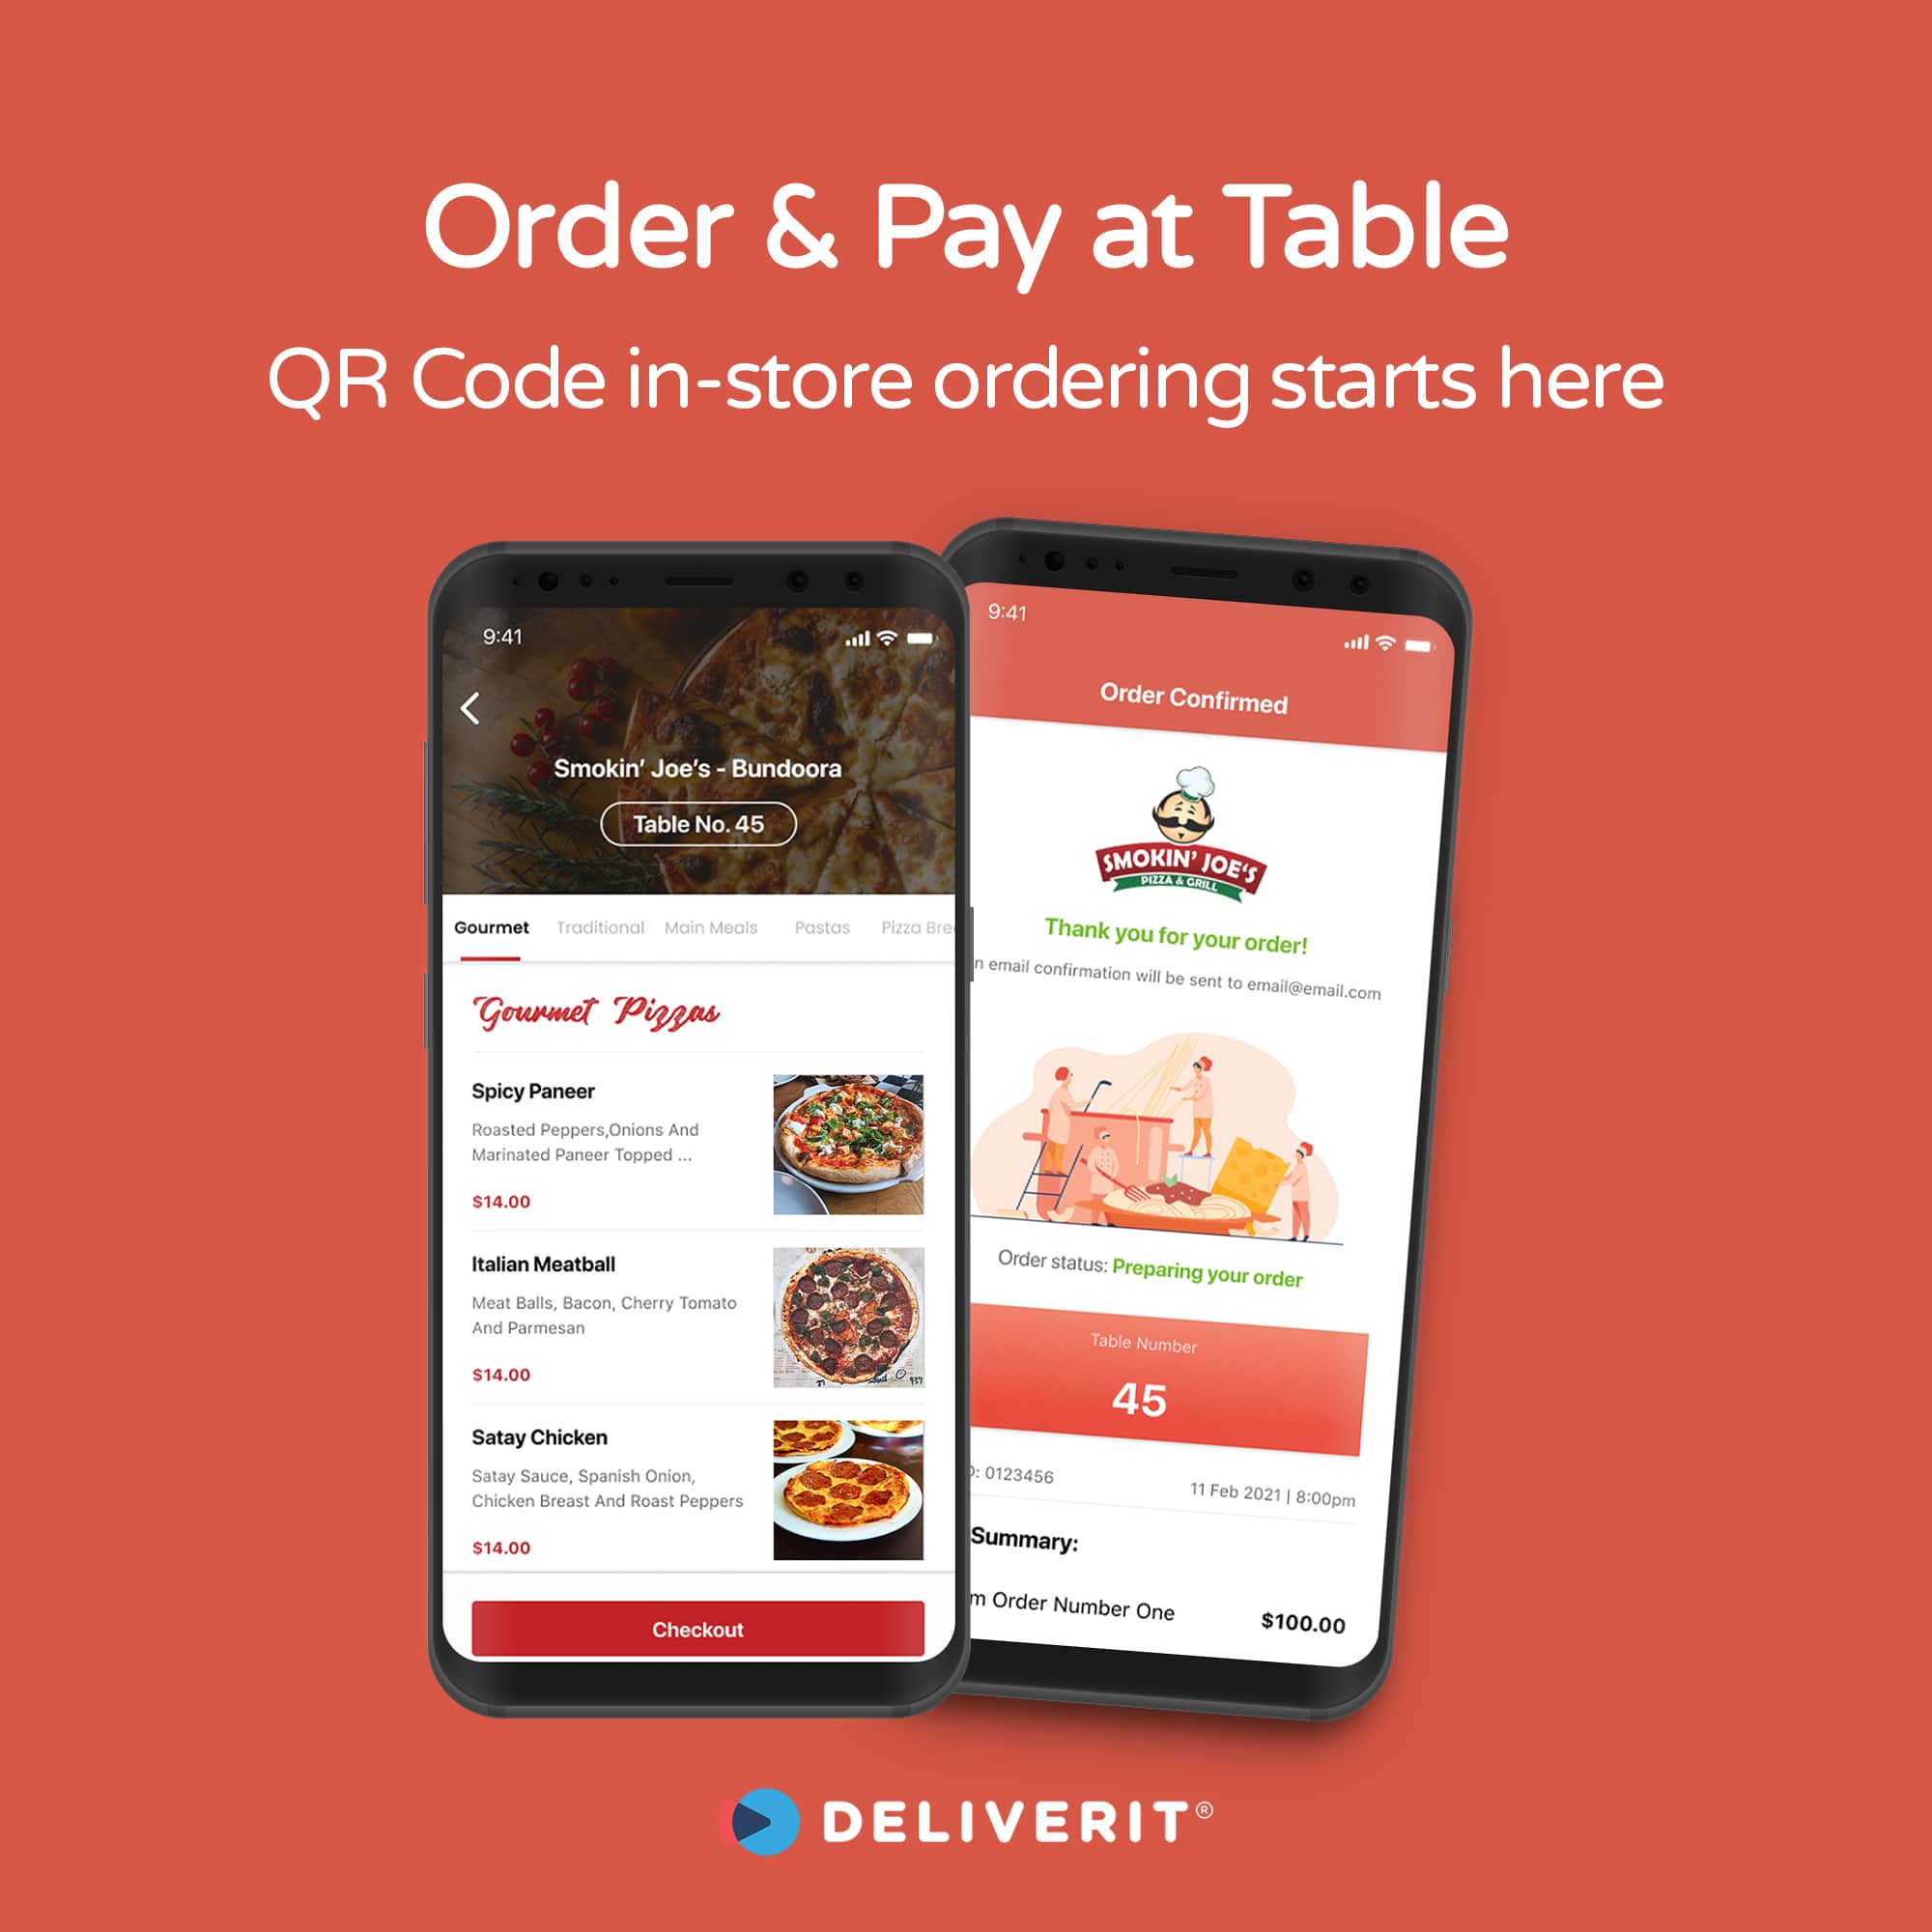 Order & Pay at Table
QR Code in-store ordering starts here
9:41
Smokin' Joe's - Bundoora
Table No. 45
Gourmet Traditional Main Meals Pastas Pizza Bre
Gourmet Pizzas
Spicy Paneer
Roasted Peppers,Onions And
Marinated Paneer Topped ...
$14.00
Italian Meatball
Meat Balls, Bacon, Cherry Tomato
And Parmesan
$14.00
Satay Chicken
Satay Sauce, Spanish Onion,
Chicken Breast And Roast Peppers
$14.00
Checkout
9:41
Order Confirmed
SMOKIN' JOE'S
PIZZA & GRILL
Thank you for your order!
n email confirmation will be sent to email@email.com
Order status: Preparing your order
Table Number
45
D: 0123456 11 Feb 2021 | 8:00pm
Summary:
m Order Number One $100.00
DELIVERIT®